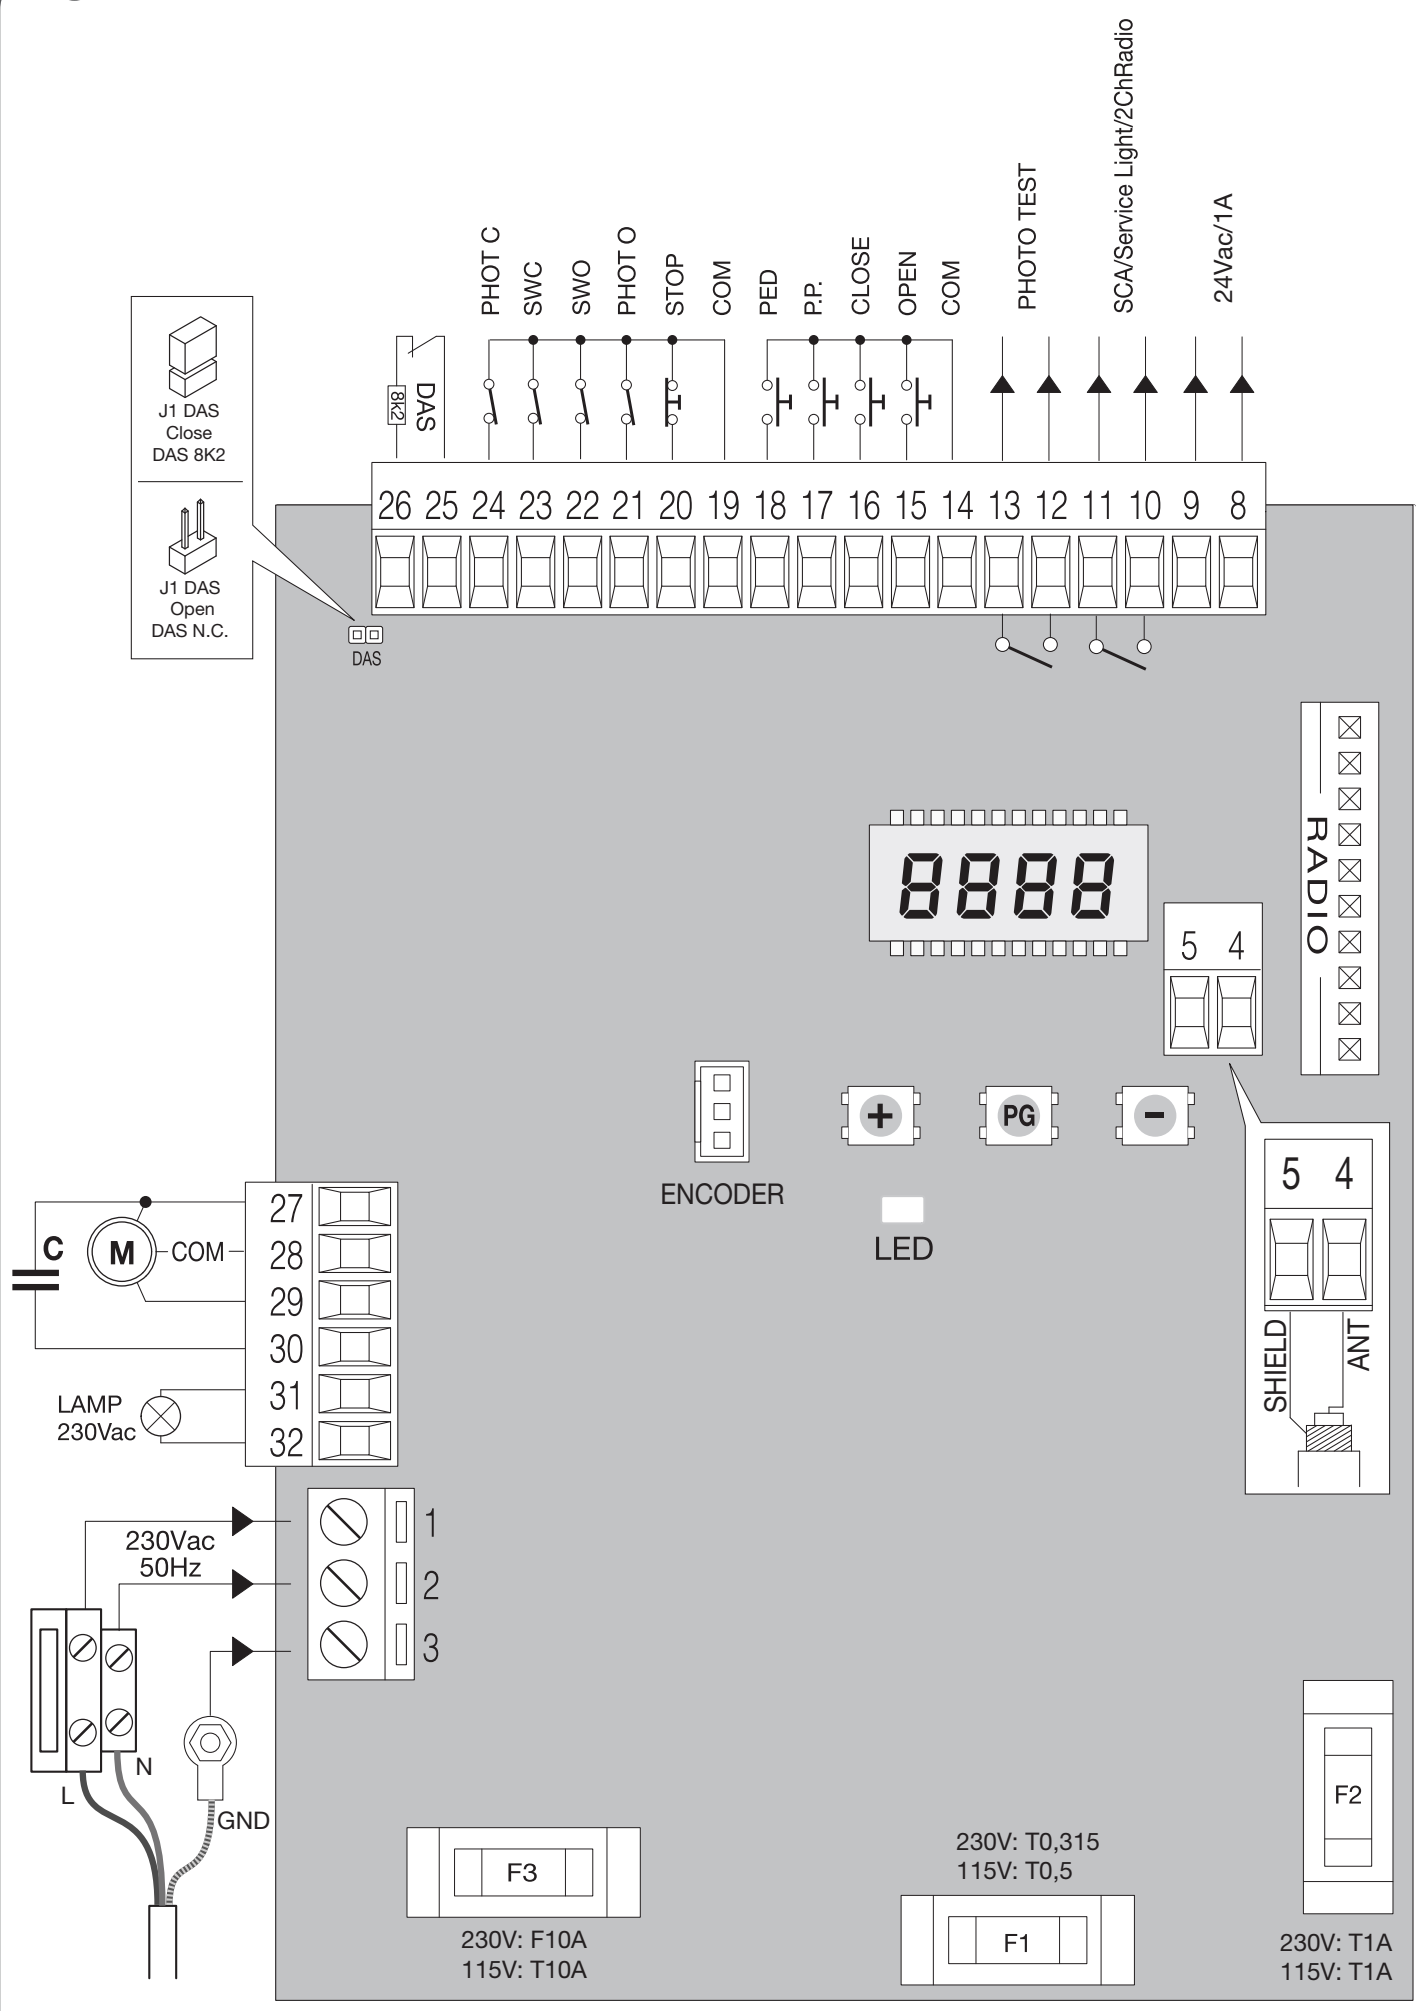 SCA/Service Light/2ChRadio
PHOTO TEST
24Vac/1A
PHOT C
SWC
SWO
PHOT O
STOP
COM
PED
P.P.
CLOSE
OPEN
COM
8K2
DAS
J1 DAS
Close
DAS 8K2
J1 DAS
Open
DAS N.C.
26 25 24 23 22 21 20 19 18 17 16 15 14 13 12 11 10 9 8
DAS
8888
RADIO
5 4
+
PG
-
ENCODER
LED
5 4
SHIELD
ANT
27
C
M
COM
28
29
30
31
LAMP
230Vac
32
1
230Vac
50Hz
2
3
N
L
GND
F3
230V: F10A
115V: T10A
230V: T0,315
115V: T0,5
F1
F2
230V: T1A
115V: T1A